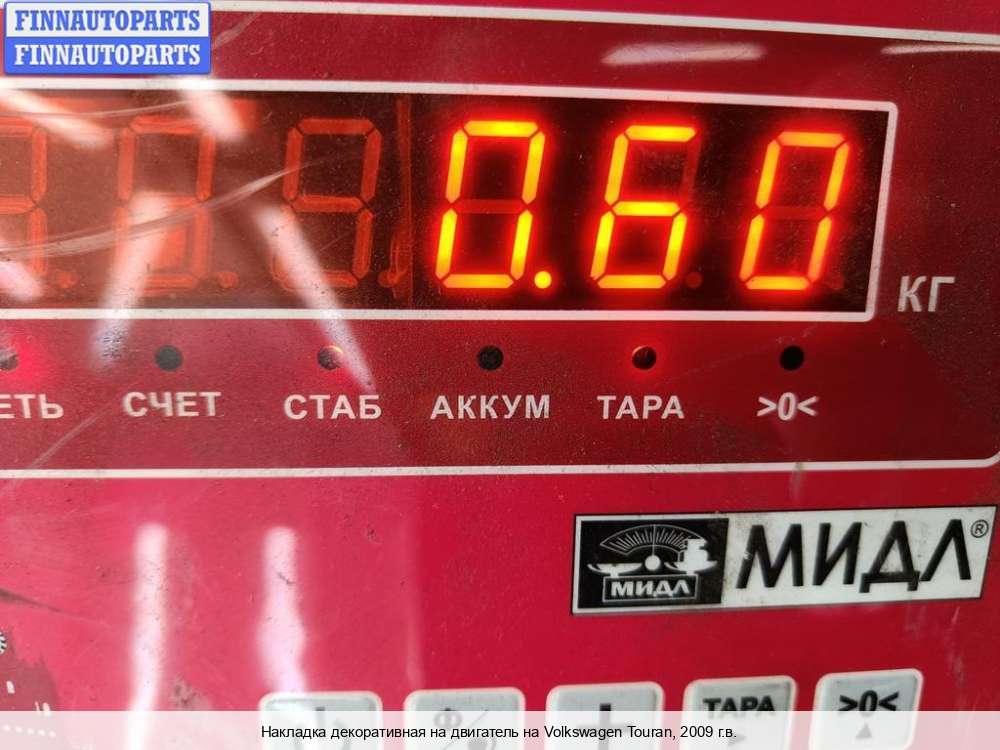 FINNAUTOPARTS
FINNAUTOPARTS
0.60
КГ
СЧЕТ СТАБ АККУМ ТАРА >0<
МИДЛ МИДЛ®
ТАРА >0<
Накладка декоративная на двигатель на Volkswagen Touran, 2009 г.в.